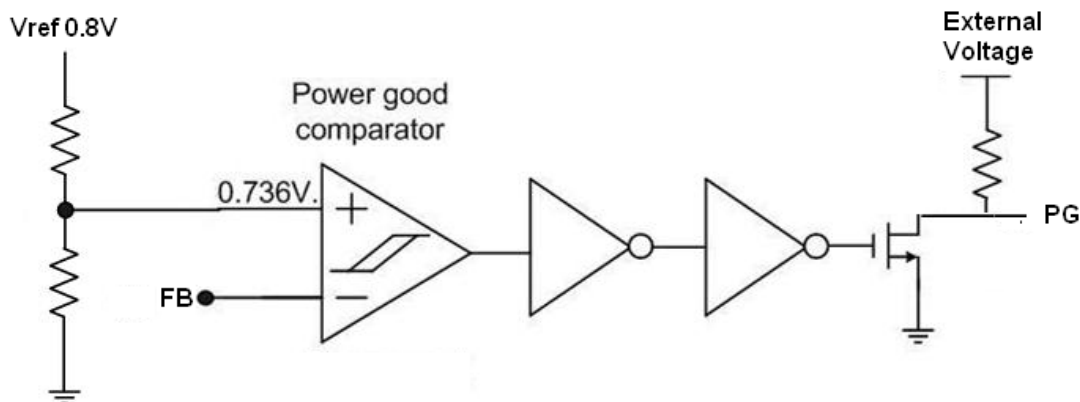 Vref 0.8V
External
Voltage
Power good
comparator
0.736V.
+
PG
FB
−